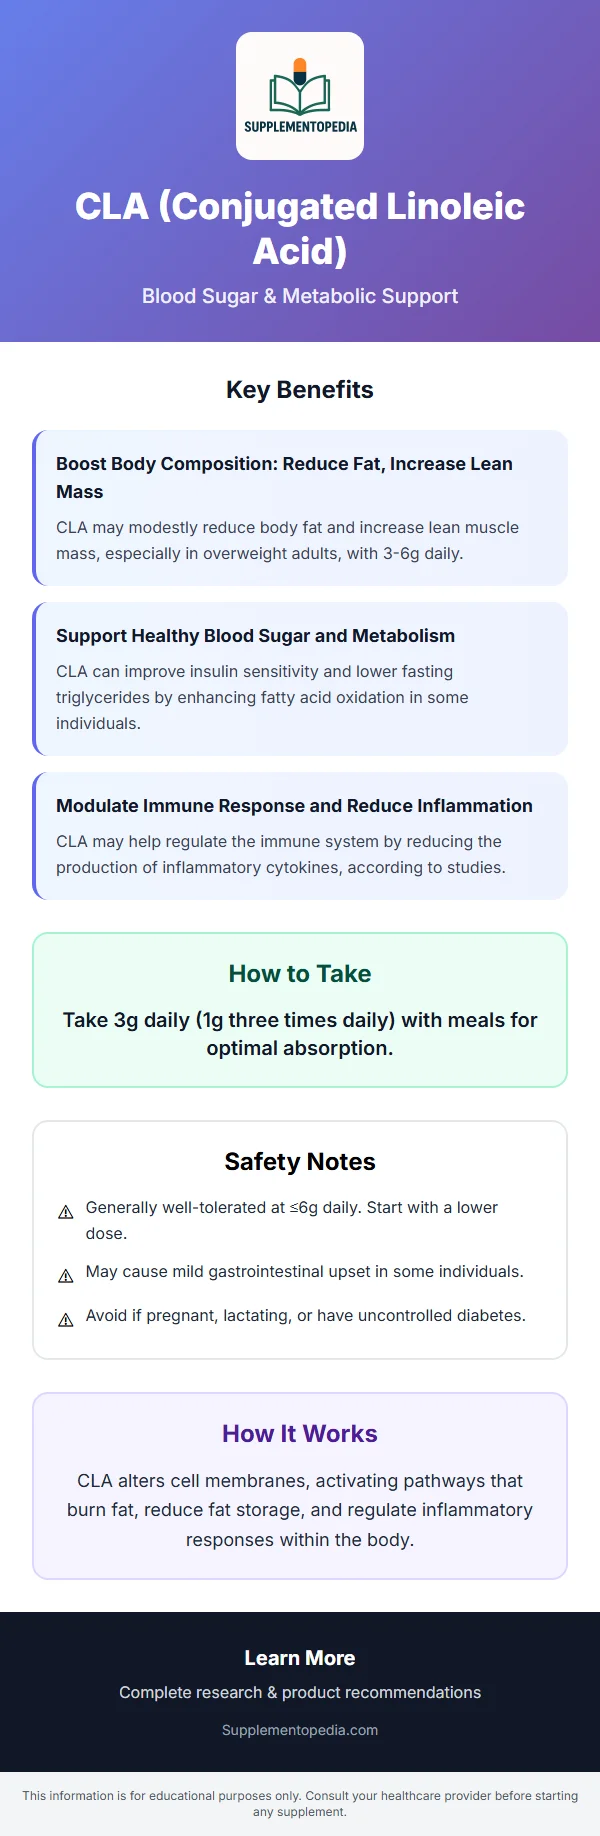 SUPPLEMENTOPEDIA
CLA (Conjugated Linoleic
Acid)
Blood Sugar & Metabolic Support
Key Benefits
Boost Body Composition: Reduce Fat, Increase Lean
Mass
CLA may modestly reduce body fat and increase lean muscle
mass, especially in overweight adults, with 3-6g daily.
Support Healthy Blood Sugar and Metabolism
CLA can improve insulin sensitivity and lower fasting
triglycerides by enhancing fatty acid oxidation in some
individuals.
Modulate Immune Response and Reduce Inflammation
CLA may help regulate the immune system by reducing the
production of inflammatory cytokines, according to studies.
How to Take
Take 3g daily (1g three times daily) with meals for
optimal absorption.
Safety Notes
⚠ Generally well-tolerated at ≤6g daily. Start with a lower
dose.
⚠ May cause mild gastrointestinal upset in some individuals.
⚠ Avoid if pregnant, lactating, or have uncontrolled diabetes.
How It Works
CLA alters cell membranes, activating pathways that
burn fat, reduce fat storage, and regulate inflammatory
responses within the body.
Learn More
Complete research & product recommendations
Supplementopedia.com
This information is for educational purposes only. Consult your healthcare provider before starting
any supplement.